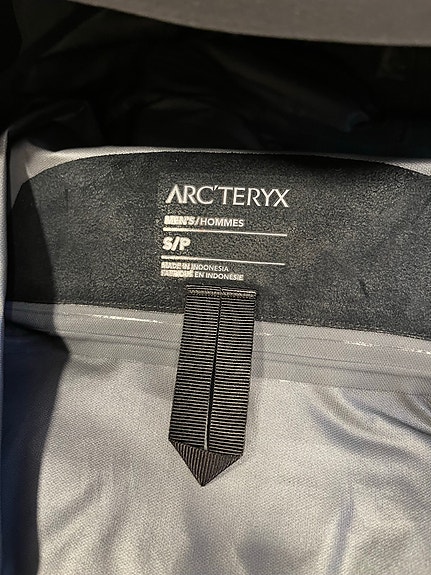 ARC'TERYX
MEN'S/HOMMES
S/P
MADE IN INDONESIA
FABRIQUÉ EN INDONÉSIE